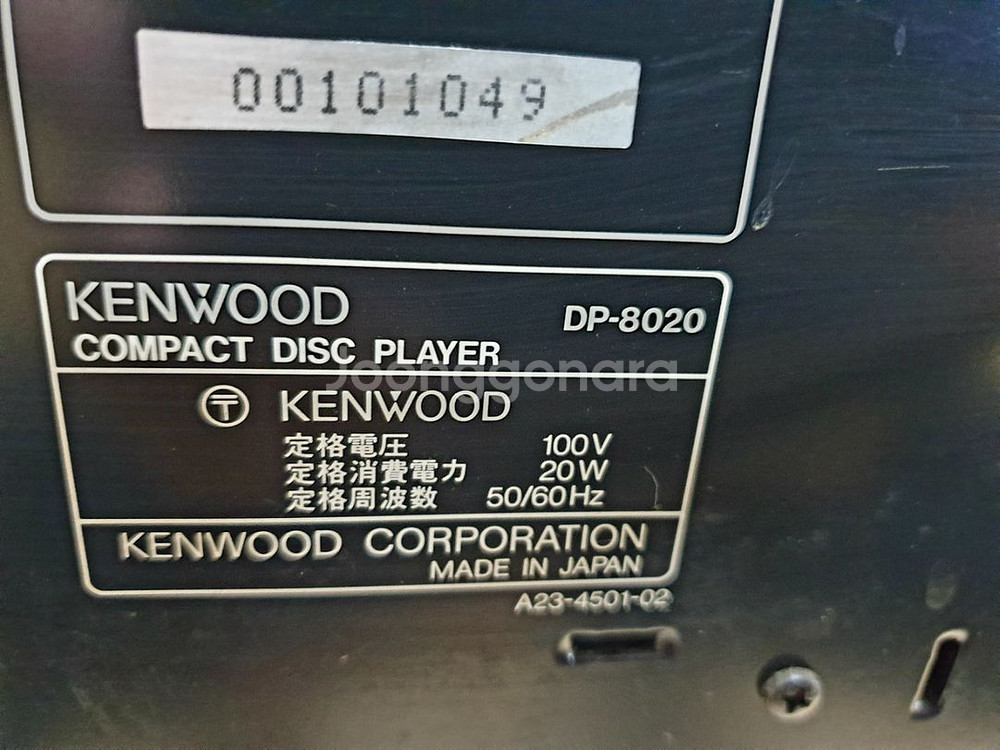 00101049
KENWOOD DP-8020
COMPACT DISC PLAYER
Joonggonara
〒 KENWOOD
定格電圧 100V
定格消費電力 20W
定格周波数 50/60Hz
KENWOOD CORPORATION
MADE IN JAPAN
A23-4501-02